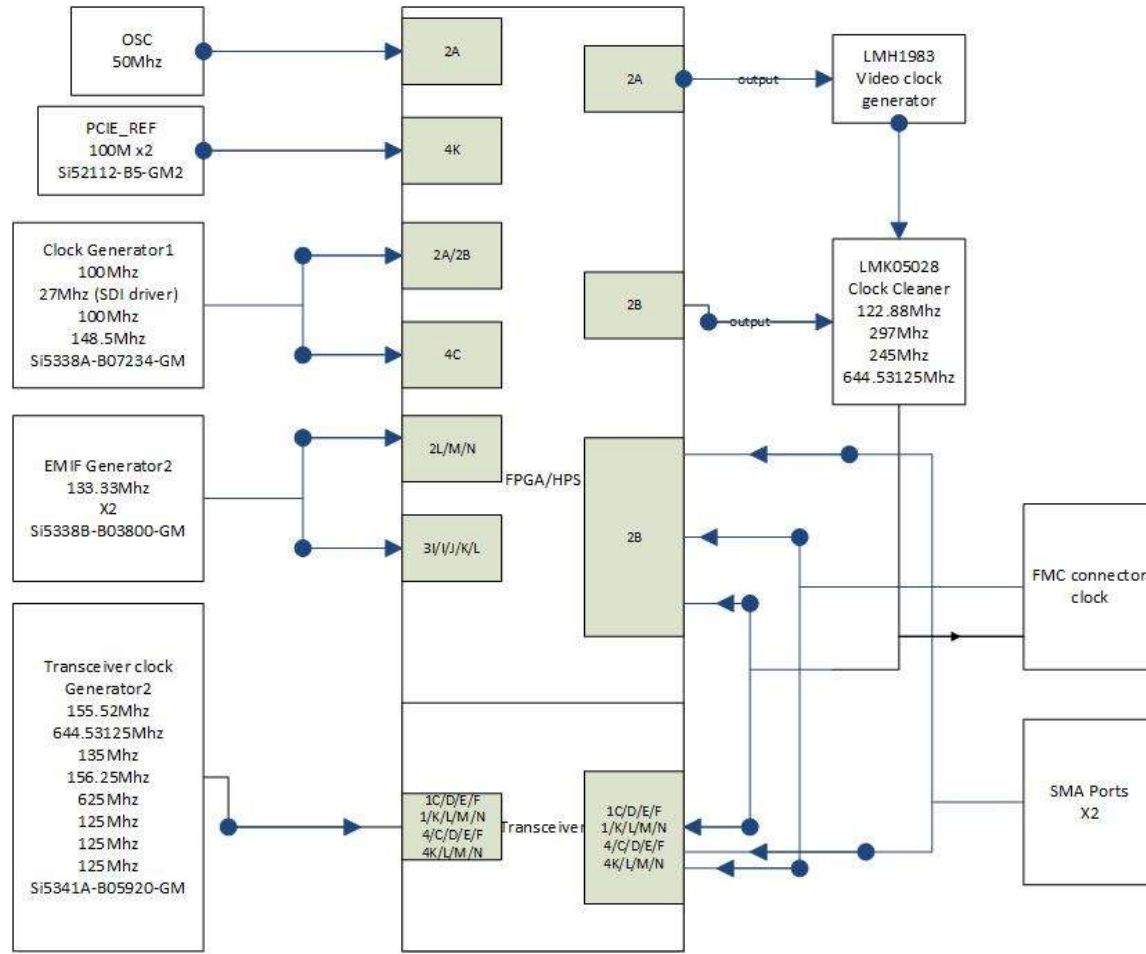 OSC
50Mhz
PCIE_REF
100M x2
Si52112-B5-GM2
Clock Generator1
100Mhz
27Mhz (SDI driver)
100Mhz
148.5Mhz
Si5338A-B07234-GM
EMIF Generator2
133.33Mhz
X2
Si5338B-B03800-GM
Transceiver clock
Generator2
155.52Mhz
644.53125Mhz
135Mhz
156.25Mhz
625Mhz
125Mhz
125Mhz
125Mhz
Si5341A-B05920-GM
2A
4K
2A/2B
4C
2L/M/N
3I/I/J/K/L
1C/D/E/F
1/K/L/M/N
4/C/D/E/F
4K/L/M/N
FPGA/HPS
Transceiver
2A
2B
2B
1C/D/E/F
1/K/L/M/N
4/C/D/E/F
4K/L/M/N
output
output
LMH1983
Video clock
generator
LMK05028
Clock Cleaner
122.88Mhz
297Mhz
245Mhz
644.53125Mhz
FMC connector
clock
SMA Ports
X2